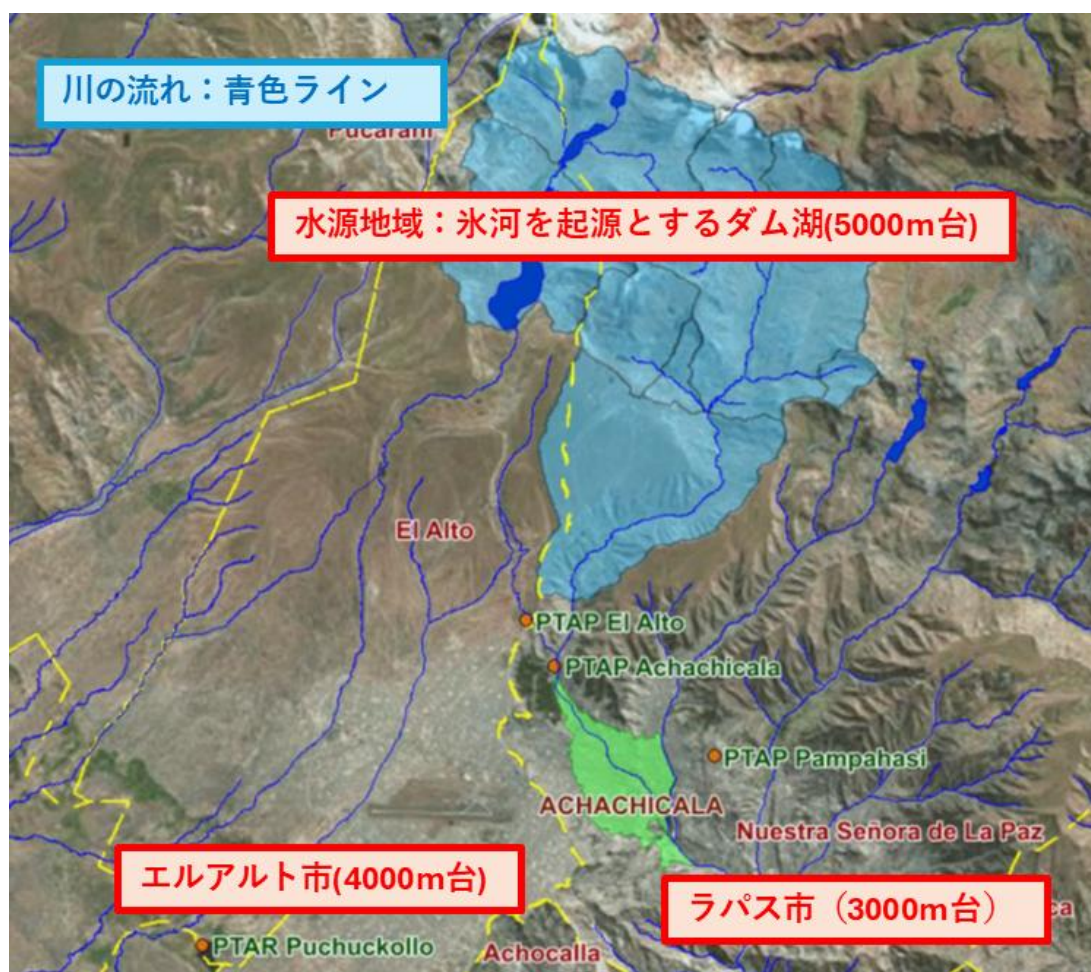 川の流れ：青色ライン
Pucarani
水源地域：氷河を起源とするダム湖(5000m台)
El Alto
PTAP El Alto
PTAP Achachicala
PTAP Pampahasi
ACHACHICALA
Nuestra Señora de La Paz
エルアルト市(4000m台)
ラパス市（3000m台）
PTAR Puchuckollo
Achocalla